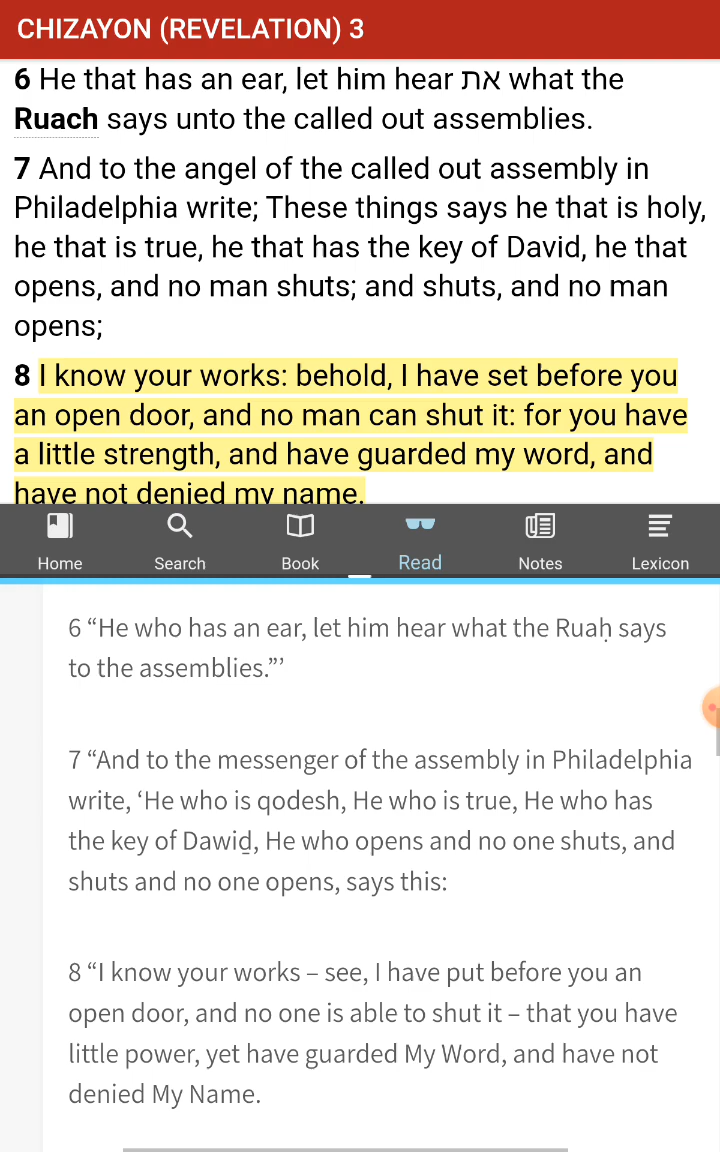 CHIZAYON (REVELATION) 3
6 He that has an ear, let him hear את what the
Ruach says unto the called out assemblies.
7 And to the angel of the called out assembly in
Philadelphia write; These things says he that is holy,
he that is true, he that has the key of David, he that
opens, and no man shuts; and shuts, and no man
opens;
8 I know your works: behold, I have set before you
an open door, and no man can shut it: for you have
a little strength, and have guarded my word, and
have not denied my name.
Home Search Book Read Notes Lexicon
6 “He who has an ear, let him hear what the Ruaḥ says
to the assemblies.”’
7 “And to the messenger of the assembly in Philadelphia
write, ‘He who is qodesh, He who is true, He who has
the key of Dawiḏ, He who opens and no one shuts, and
shuts and no one opens, says this:
8 “I know your works – see, I have put before you an
open door, and no one is able to shut it – that you have
little power, yet have guarded My Word, and have not
denied My Name.